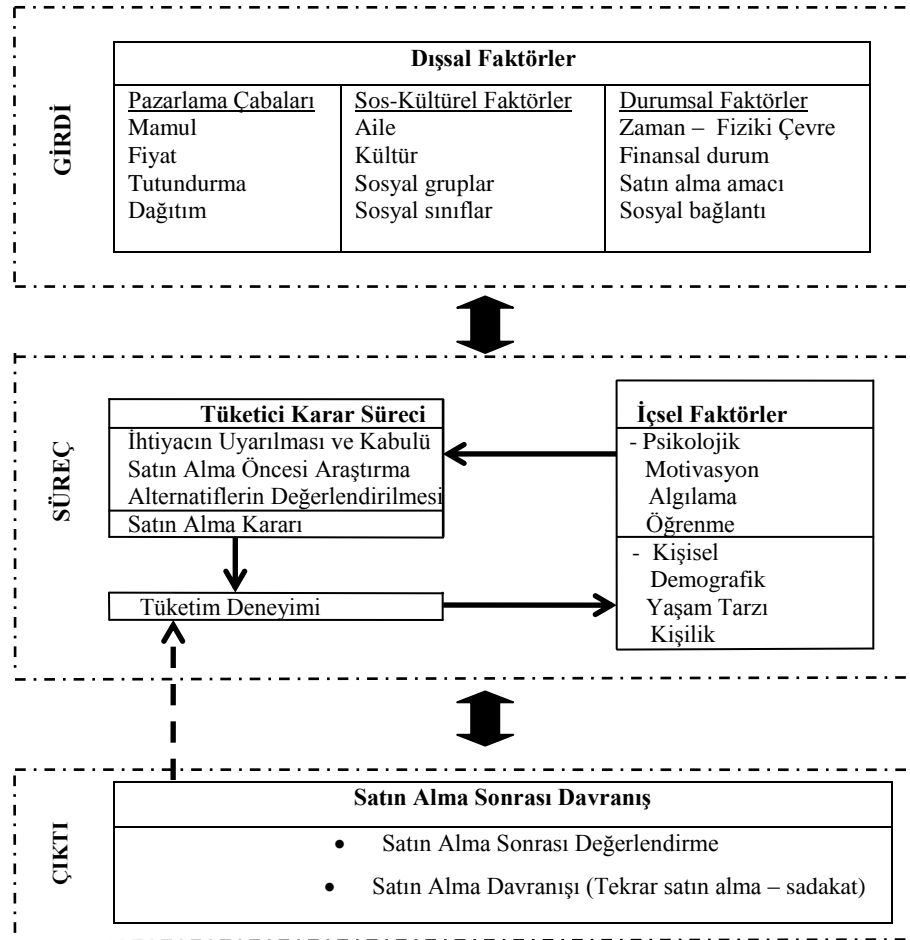 GİRDİ
Dışsal Faktörler
Pazarlama Çabaları
Mamul
Fiyat
Tutundurma
Dağıtım
Sos-Kültürel Faktörler
Aile
Kültür
Sosyal gruplar
Sosyal sınıflar
Durumsal Faktörler
Zaman – Fiziki Çevre
Finansal durum
Satın alma amacı
Sosyal bağlantı
SÜREÇ
Tüketici Karar Süreci
İhtiyacın Uyarılması ve Kabulü
Satın Alma Öncesi Araştırma
Alternatiflerin Değerlendirilmesi
Satın Alma Kararı
Tüketim Deneyimi
İçsel Faktörler
- Psikolojik
Motivasyon
Algılama
Öğrenme
- Kişisel
Demografik
Yaşam Tarzı
Kişilik
ÇIKTI
Satın Alma Sonrası Davranış
• Satın Alma Sonrası Değerlendirme
• Satın Alma Davranışı (Tekrar satın alma – sadakat)